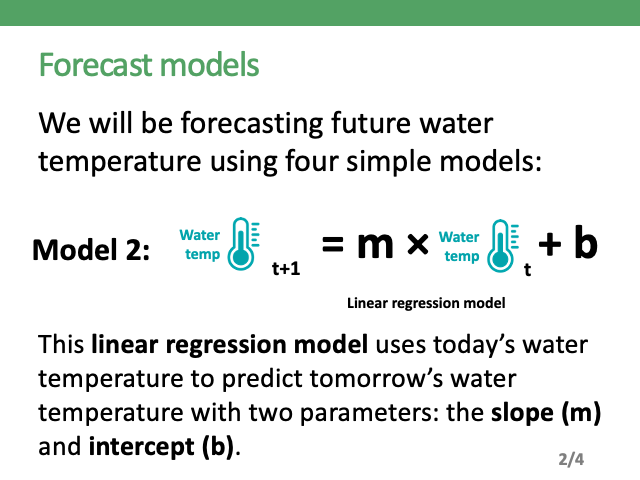 Forecast models
We will be forecasting future water
temperature using four simple models:
Model 2: Water temp t+1 = m × Water temp t + b
Linear regression model
This linear regression model uses today’s water
temperature to predict tomorrow’s water
temperature with two parameters: the slope (m)
and intercept (b).
2/4